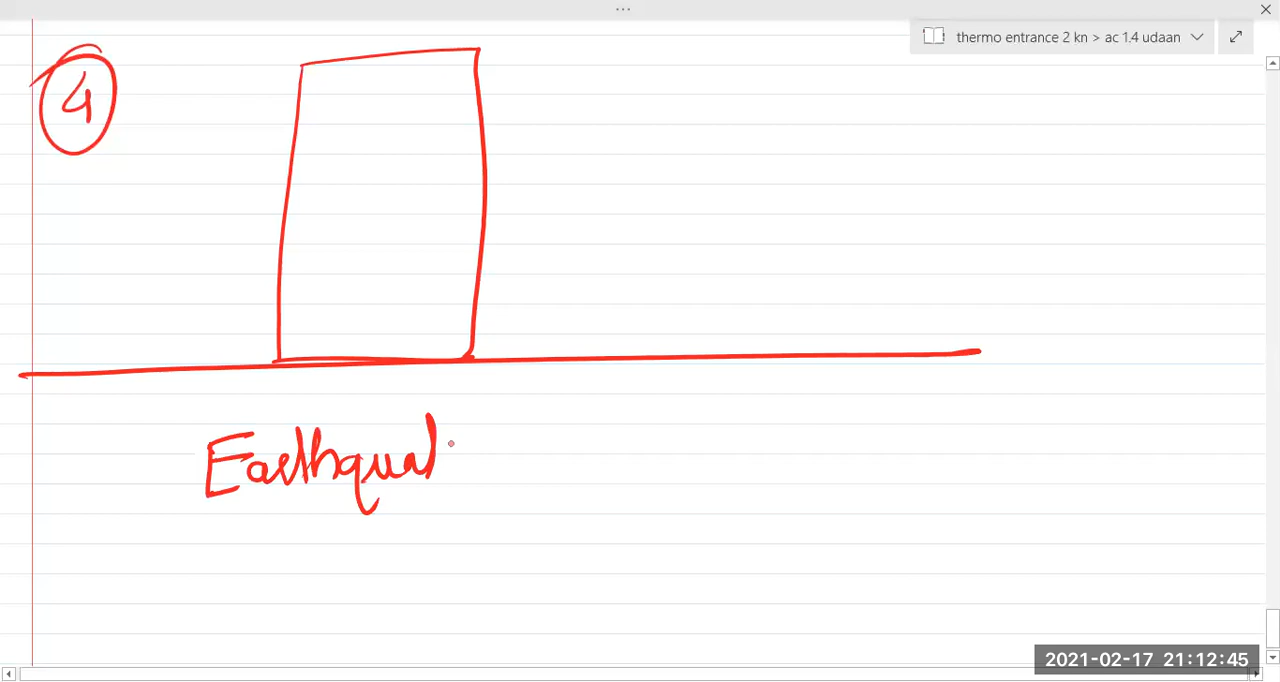 ...
thermo entrance 2 kn > ac 1.4 udaan
4
Earthqual
2021-02-17 21:12:45